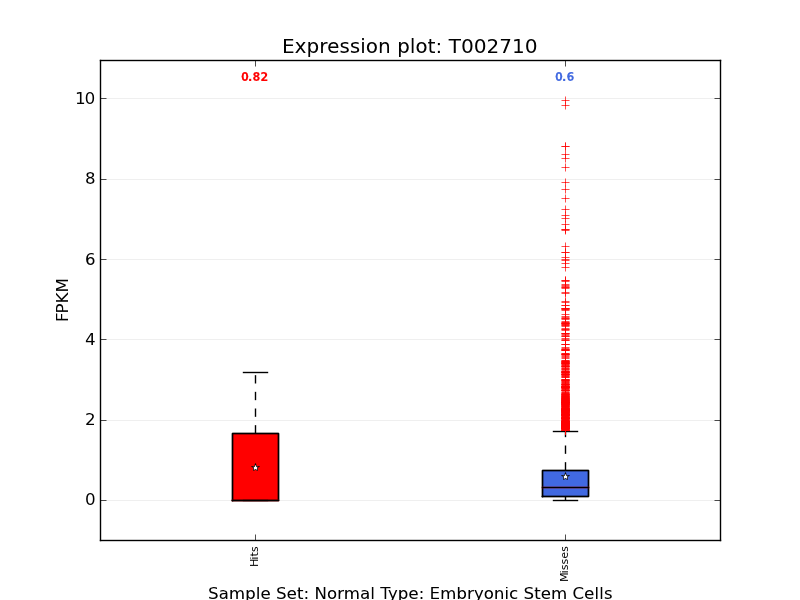 Expression plot: T002710
0.82
0.6
10
8
6
4
2
0
FPKM
Hits
Misses
Sample Set: Normal Type: Embryonic Stem Cells